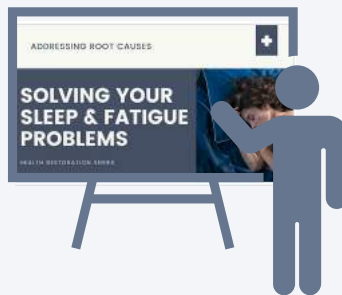 ADDRESSING ROOT CAUSES
SOLVING YOUR
SLEEP & FATIGUE
PROBLEMS
HEALTH RESTORATION SERIES